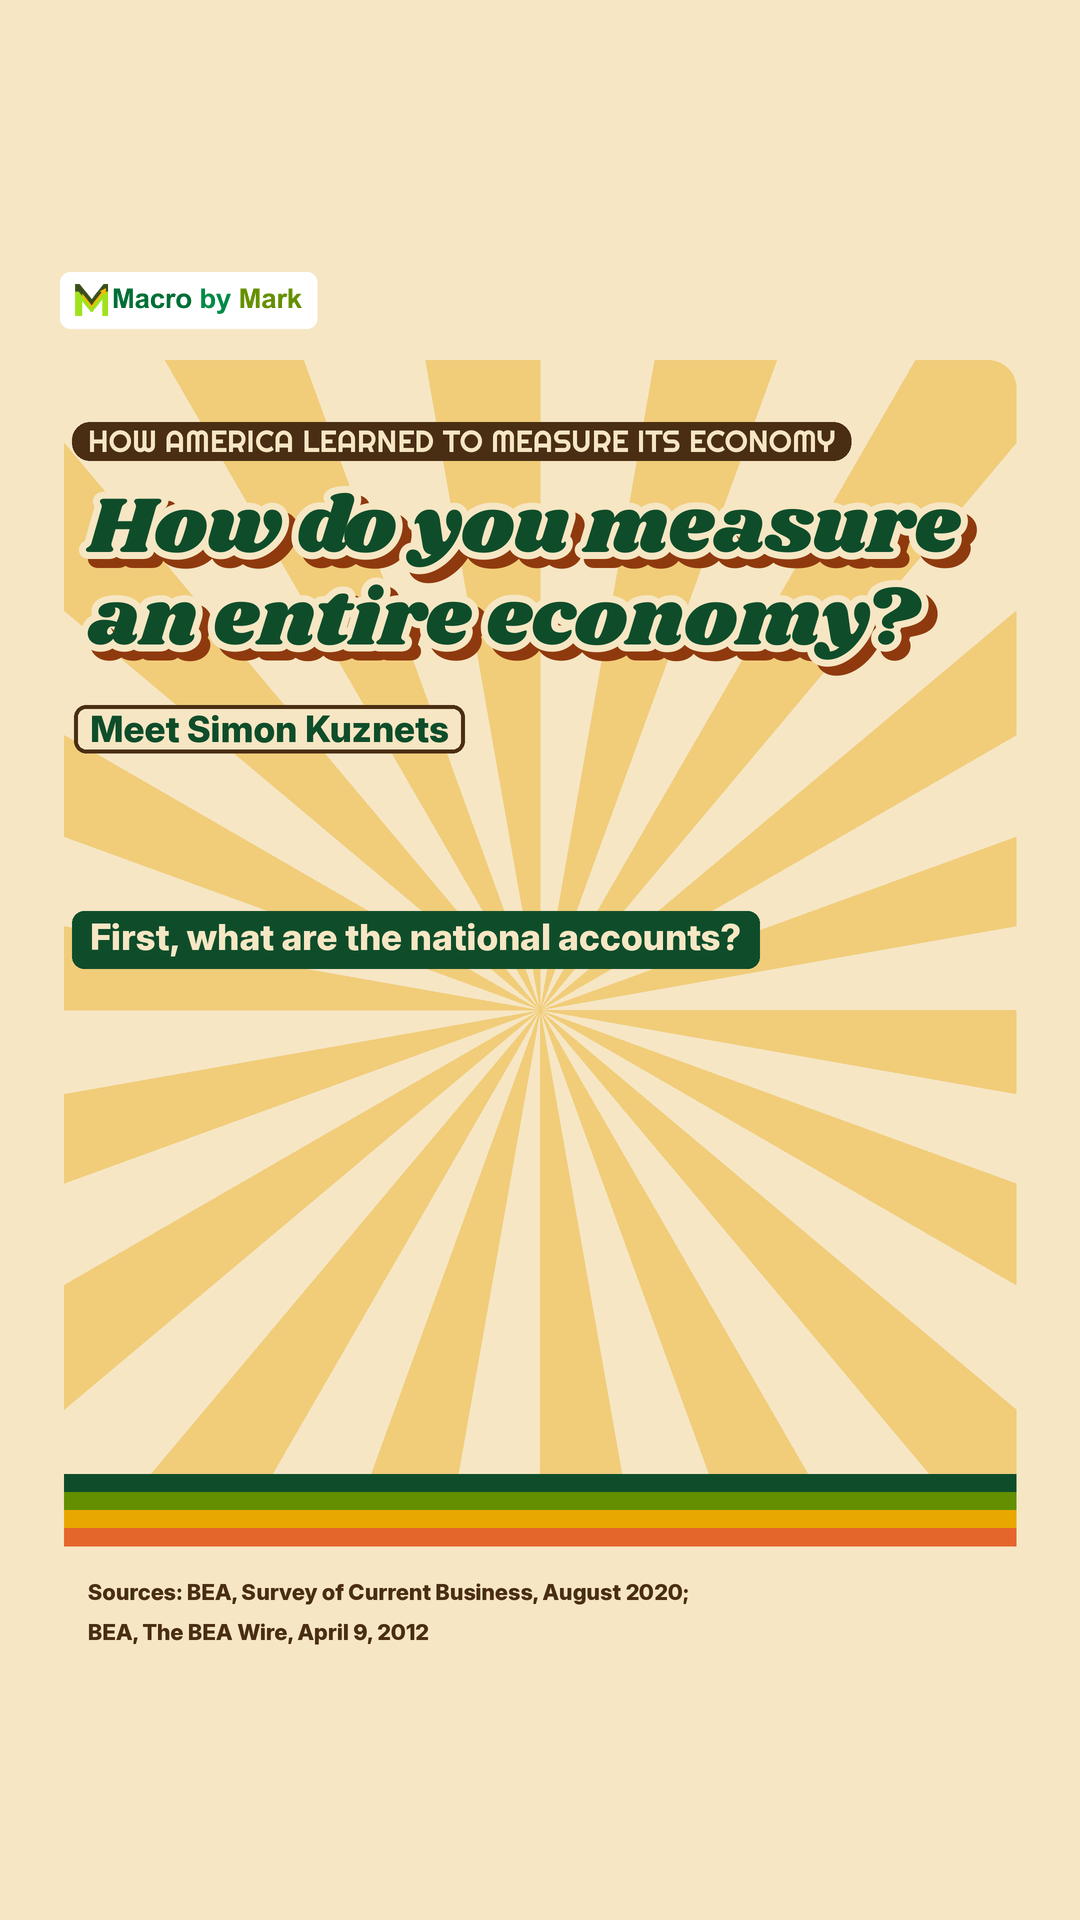 Macro by Mark
HOW AMERICA LEARNED TO MEASURE ITS ECONOMY
How do you measure
an entire economy?
Meet Simon Kuznets
First, what are the national accounts?
Sources: BEA, Survey of Current Business, August 2020;
BEA, The BEA Wire, April 9, 2012